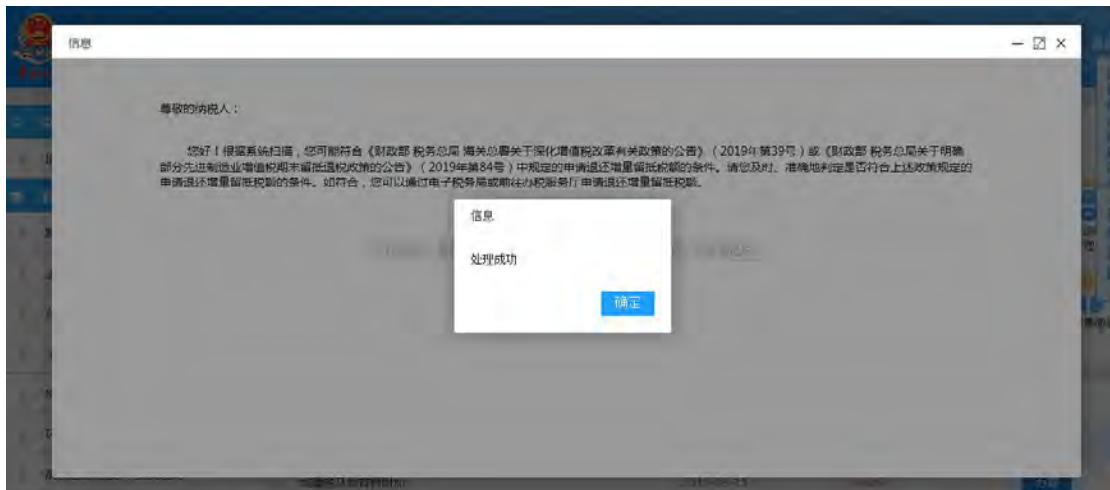 信息
尊敬的纳税人：
您好！根据系统扫描，您可能符合《财政部 税务总局 海关总署关于深化增值税改革有关政策的公告》（2019年第39号）或《财政部 税务总局关于明确
部分先进制造业增值税期末留抵退税政策的公告》（2019年第84号）中规定的申请退还增量留抵税额的条件。请您及时、准确地判定是否符合上述政策规定的
申请退还增量留抵税额的条件。如符合，您可以通过电子税务局或前往办税服务厅申请退还增量留抵税额。
信息
处理成功
确定